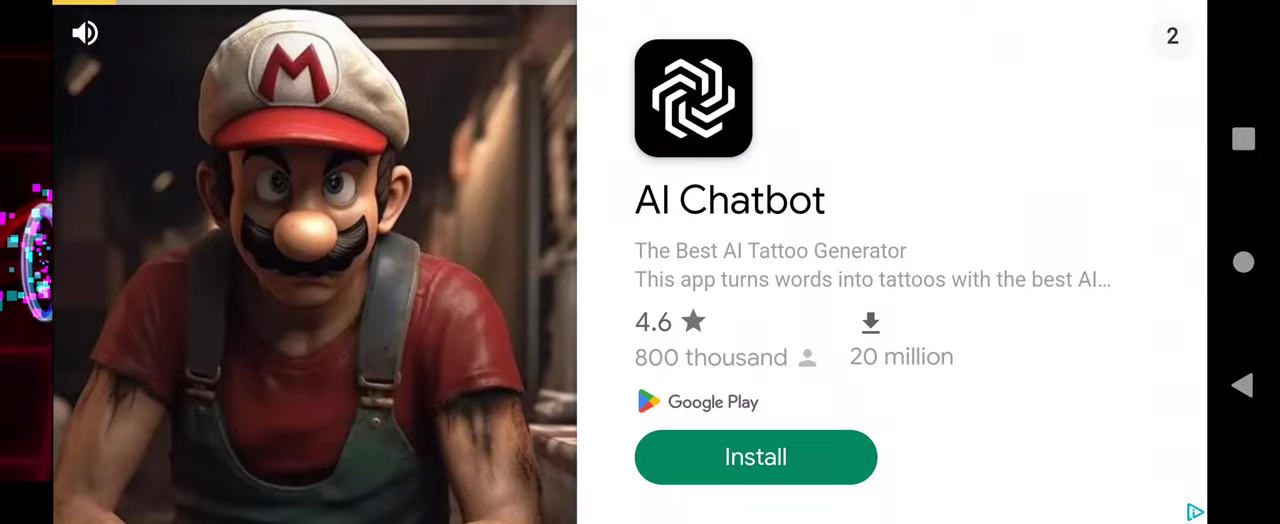 M
2
AI Chatbot
The Best AI Tattoo Generator
This app turns words into tattoos with the best AI…
4.6
800 thousand
20 million
Google Play
Install